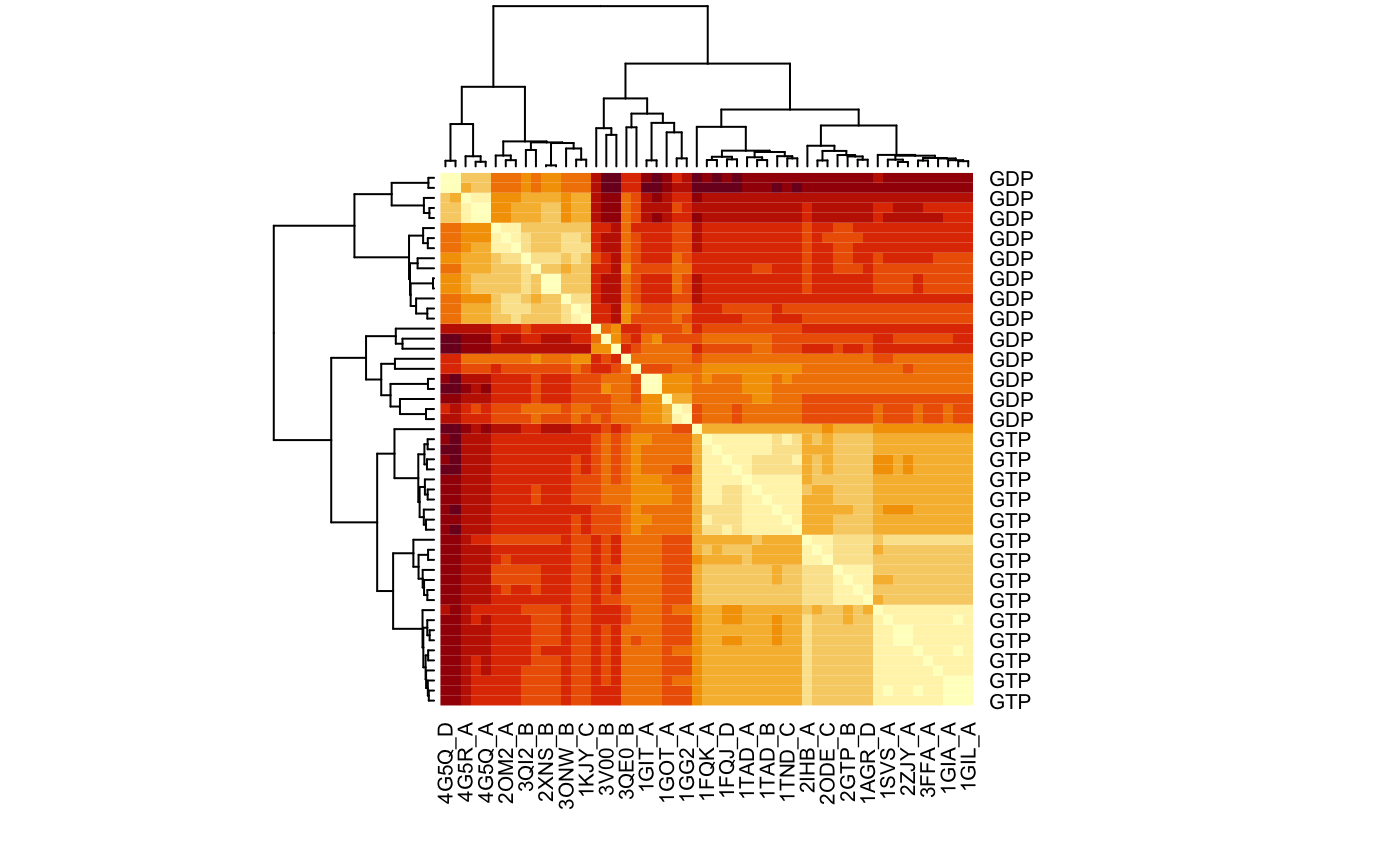 GDP
GDP
GDP
GDP
GDP
GDP
GDP
GDP
GDP
GDP
GDP
GDP
GDP
GTP
GTP
GTP
GTP
GTP
GTP
GTP
GTP
GTP
GTP
GTP
GTP
GTP
GTP
4G5Q_D
4G5R_A
4G5Q_A
2OM2_A
3QI2_B
2XNS_B
3ONW_B
1KJY_C
3V00_B
3QE0_B
1GIT_A
1GOT_A
1GG2_A
1FQK_A
1FQJ_D
1TAD_A
1TAD_B
1TND_C
2IHB_A
2ODE_C
2GTP_B
1AGR_D
1SVS_A
2ZJY_A
3FFA_A
1GIA_A
1GIL_A